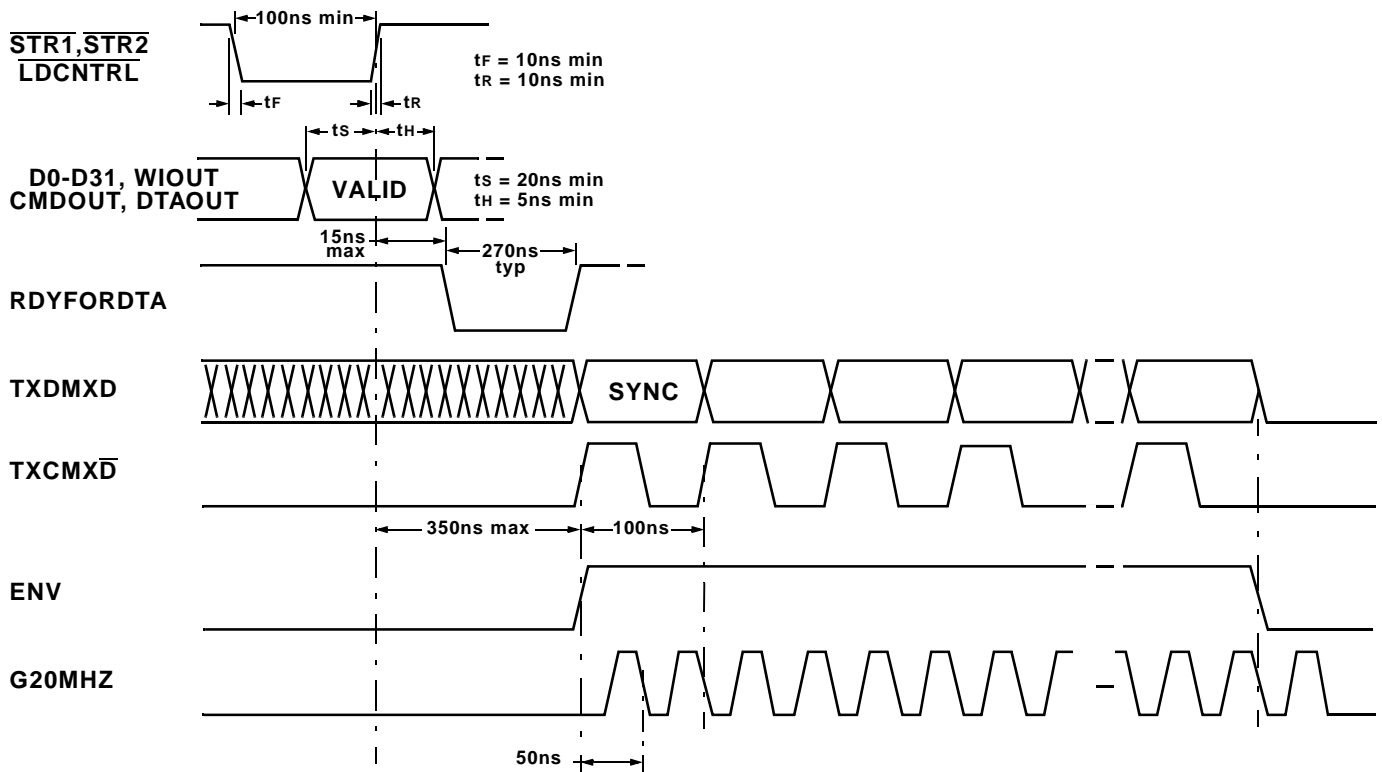 100ns min
STR1,STR2
LDCNTRL
tF = 10ns min
tR = 10ns min
tF
tR
tS
tH
D0-D31, WIOUT
CMDOUT, DTAOUT
VALID
tS = 20ns min
tH = 5ns min
15ns
max
270ns
typ
RDYFORDTA
TXDMXD
SYNC
TXCMXD
350ns max
100ns
ENV
G20MHZ
50ns